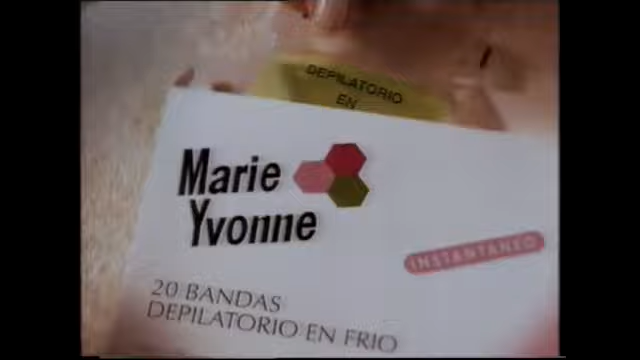 DEPILATORIO
EN
Marie
Yvonne
INSTANTANEO
20 BANDAS
DEPILATORIO EN FRIO